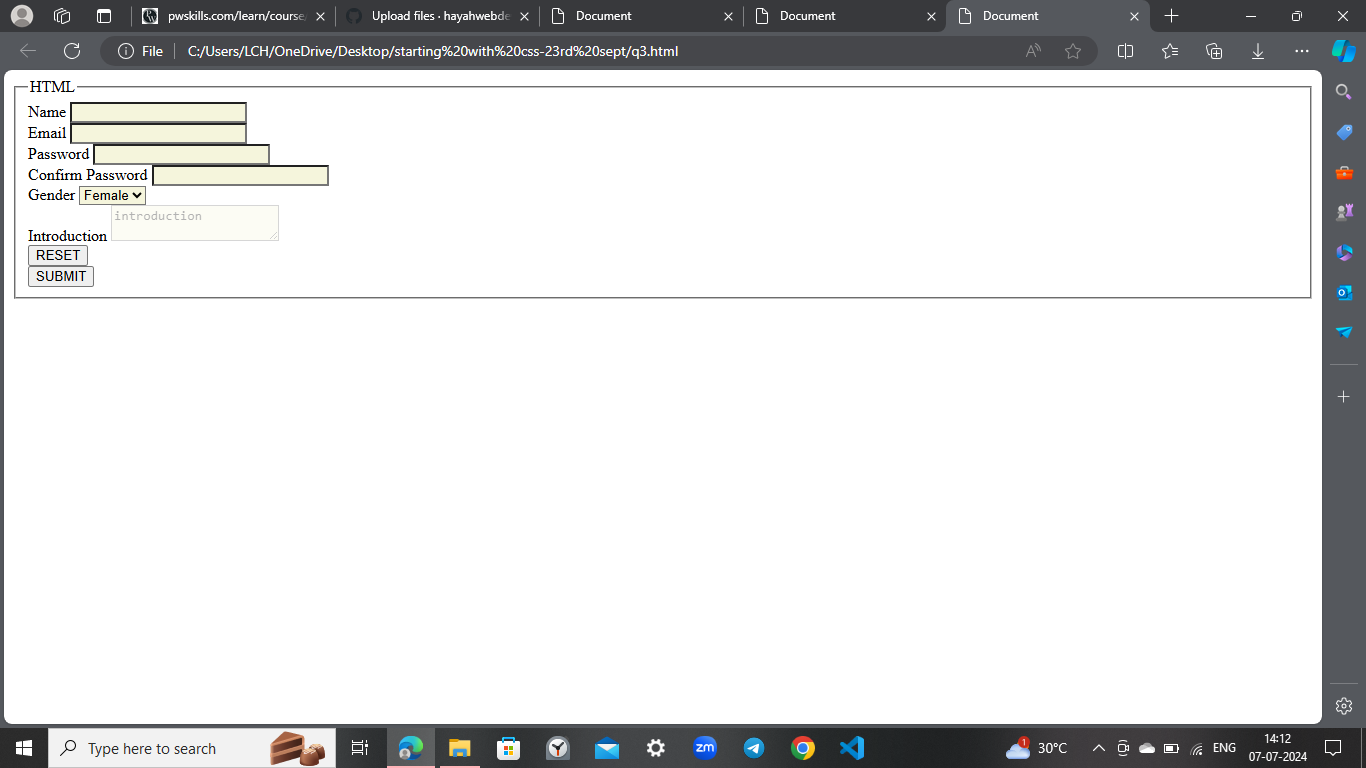 pwskills.com/learn/course
Upload files · hayahwebde
Document
Document
Document
File
C:/Users/LCH/OneDrive/Desktop/starting%20with%20css-23rd%20sept/q3.html
HTML
Name
Email
Password
Confirm Password
Gender Female
Introduction introduction
RESET
SUBMIT
Type here to search
zm
1
30°C
ENG
14:12
07-07-2024